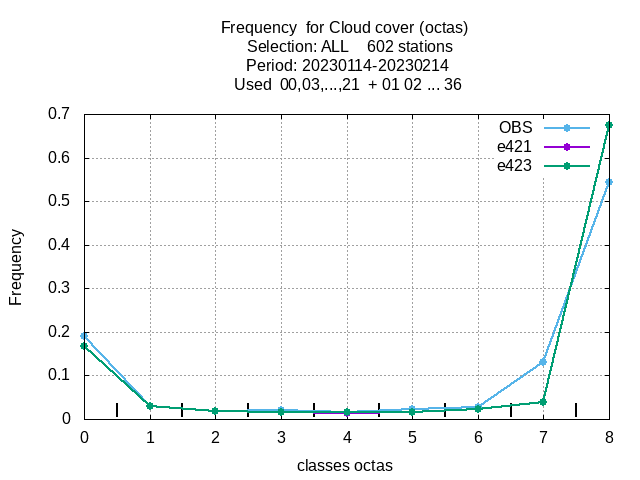 Frequency  for Cloud cover (octas)
Selection: ALL    602 stations
Period: 20230114-20230214
Used  00,03,...,21  + 01 02 ... 36
OBS
e421
e423
0.7
0.6
0.5
0.4
0.3
0.2
0.1
0
Frequency
0 1 2 3 4 5 6 7 8
classes octas